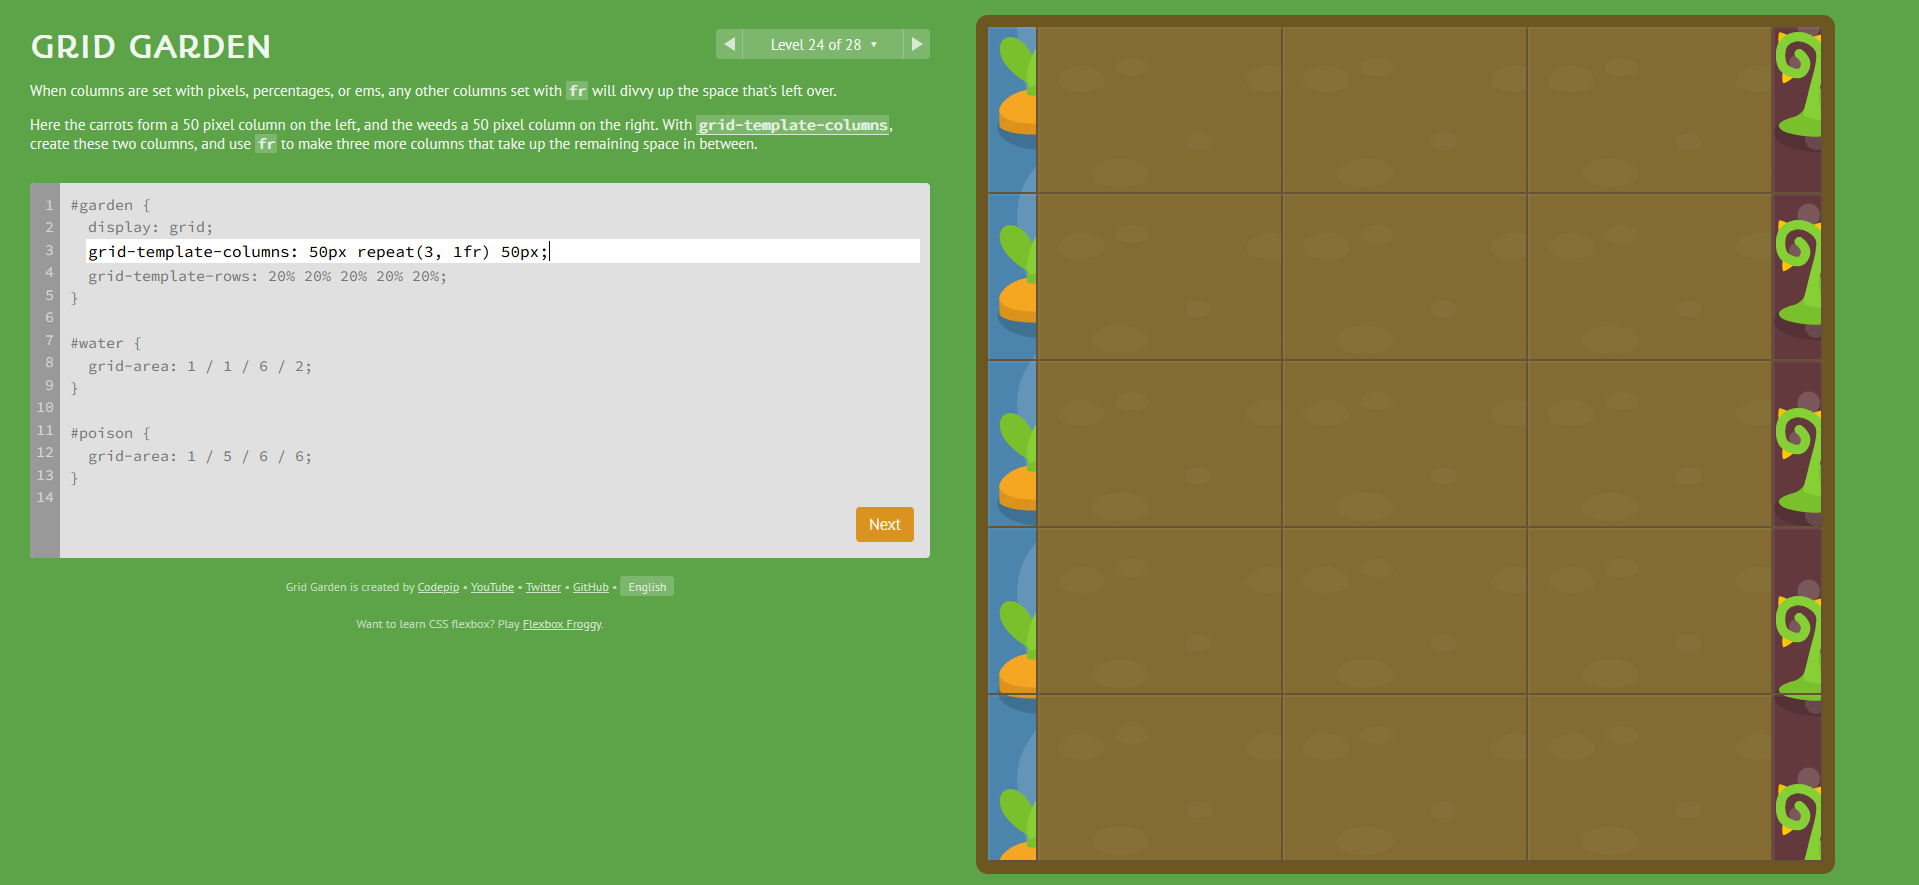 GRID GARDEN
◀ Level 24 of 28 ▾ ▶
When columns are set with pixels, percentages, or ems, any other columns set with fr will divvy up the space that's left over.
Here the carrots form a 50 pixel column on the left, and the weeds a 50 pixel column on the right. With grid-template-columns,
create these two columns, and use fr to make three more columns that take up the remaining space in between.
1 #garden {
2 display: grid;
3 grid-template-columns: 50px repeat(3, 1fr) 50px;
4 grid-template-rows: 20% 20% 20% 20% 20%;
5 }
6
7 #water {
8 grid-area: 1 / 1 / 6 / 2;
9 }
10
11 #poison {
12 grid-area: 1 / 5 / 6 / 6;
13 }
14
Next
Grid Garden is created by Codepip • YouTube • Twitter • GitHub • English
Want to learn CSS flexbox? Play Flexbox Froggy.